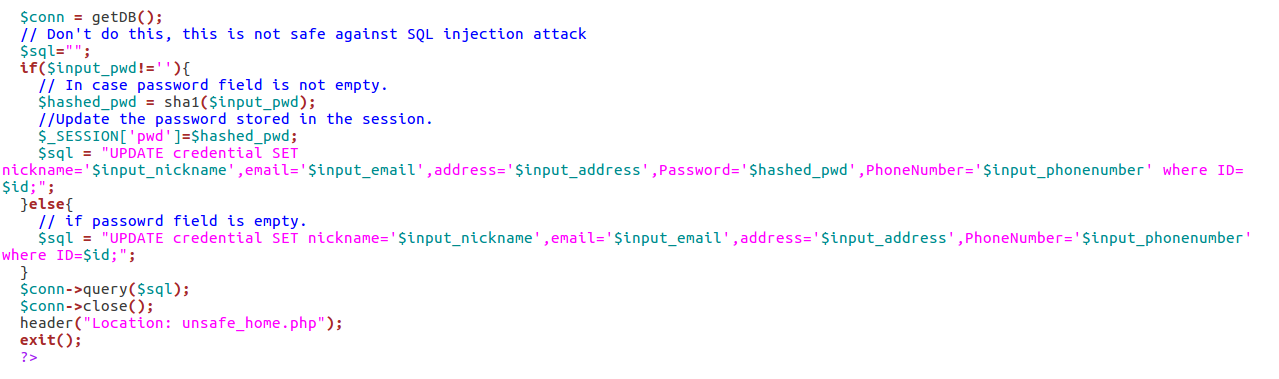 $conn = getDB();
// Don't do this, this is not safe against SQL injection attack
$sql="";
if($input_pwd!=''){
// In case password field is not empty.
$hashed_pwd = sha1($input_pwd);
//Update the password stored in the session.
$_SESSION['pwd']=$hashed_pwd;
$sql = "UPDATE credential SET
nickname='$input_nickname',email='$input_email',address='$input_address',Password='$hashed_pwd',PhoneNumber='$input_phonenumber' where ID=
$id;";
}else{
// if passowrd field is empty.
$sql = "UPDATE credential SET nickname='$input_nickname',email='$input_email',address='$input_address',PhoneNumber='$input_phonenumber'
where ID=$id;";
}
$conn->query($sql);
$conn->close();
header("Location: unsafe_home.php");
exit();
?>